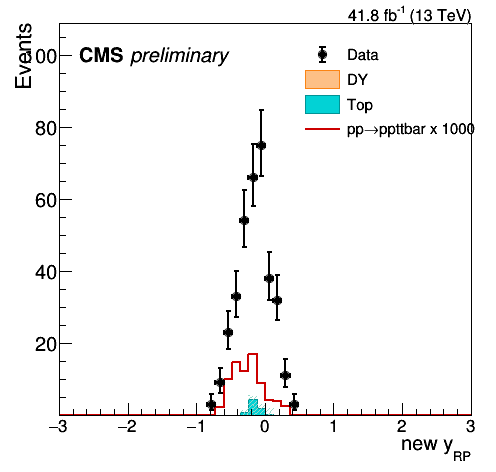 41.8 fb⁻¹ (13 TeV)
Events
CMS preliminary
Data
DY
Top
pp→ppttbar x 1000
100
80
60
40
20
−3 −2 −1 0 1 2 3
new y_RP